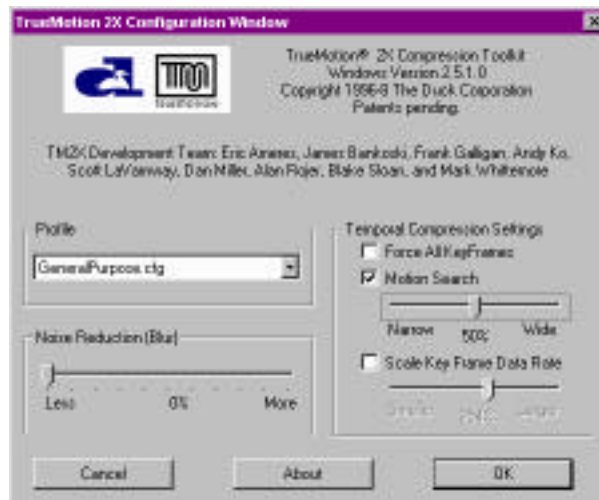 TrueMotion 2X Configuration Window
TM
TrueMotion® 2X Compression Toolkit
Windows Version 2.5.1.0
Copyright 1996-9 The Duck Corporation
Patents pending.
TM2X Development Team: Eric Ameres, James Bankoski, Frank Galligan, Andy Ko,
Scott LaVarnway, Dan Miller, Alan Rojer, Blake Sloan, and Mark Whittemore
Profile
GeneralPurpose.cfg
Noise Reduction (Blur)
Less 0% More
Temporal Compression Settings
Force All KeyFrames
Motion Search
Narrow 50% Wide
Scale Key Frame Data Rate
Cancel About OK